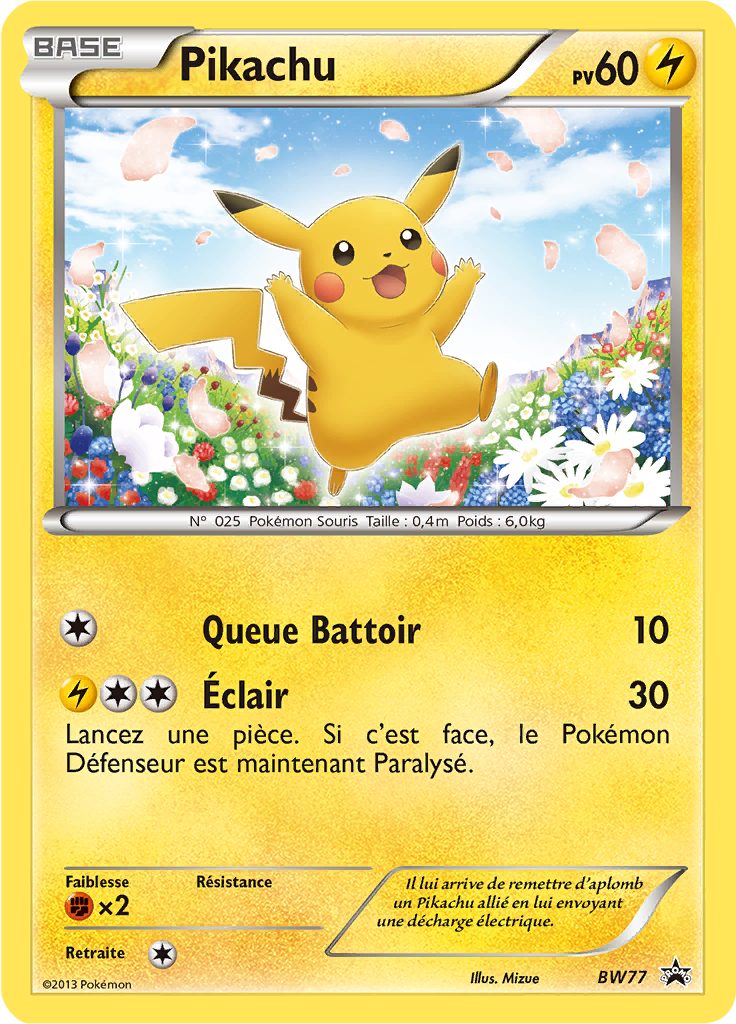 BASE
Pikachu
PV60
N° 025 Pokémon Souris Taille : 0,4m Poids : 6,0kg
Queue Battoir 10
Éclair 30
Lancez une pièce. Si c'est face, le Pokémon
Défenseur est maintenant Paralysé.
Faiblesse
Résistance
×2
Retraite
Il lui arrive de remettre d'aplomb
un Pikachu allié en lui envoyant
une décharge électrique.
©2013 Pokémon
Illus. Mizue
BW77
PROMO